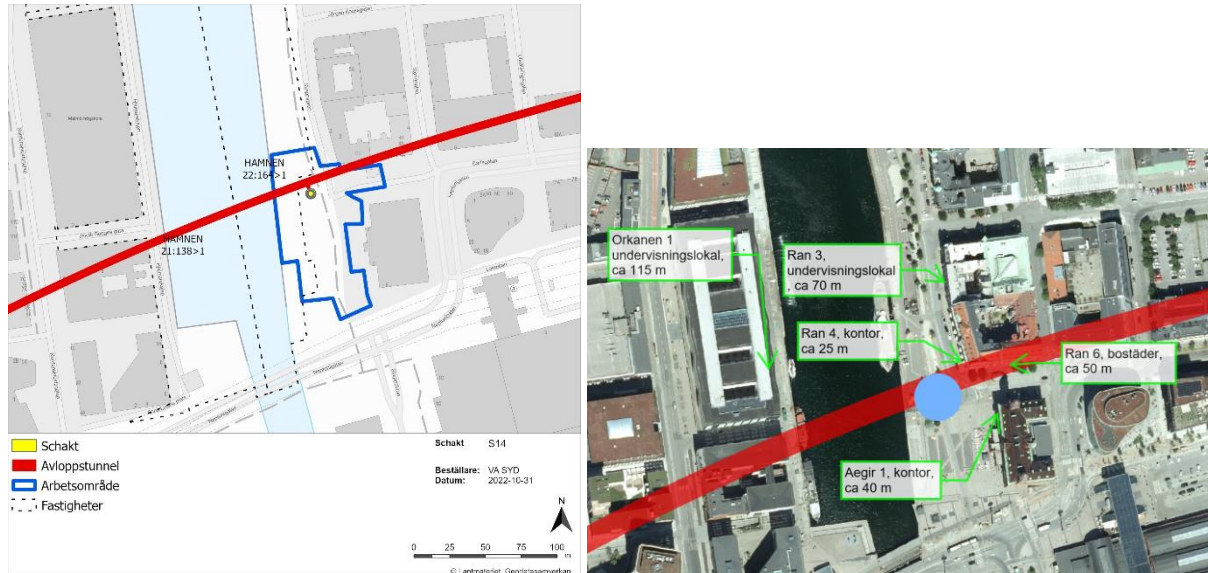 HAMNEN
22:164>1
HAMNEN
21:138>1
Carlsgatan
Schakt
Avloppstunnel
Arbetsområde
Fastigheter
Schakt S14
Beställare: VA SYD
Datum: 2022-10-31
N
0 25 50 75 100
m
© Lantmäteriet, Geodatasamverkan
Orkanen 1
undervisningslokal,
ca 115 m
Ran 3,
undervisningslokal
, ca 70 m
Ran 4, kontor,
ca 25 m
Ran 6, bostäder,
ca 50 m
Aegir 1, kontor,
ca 40 m